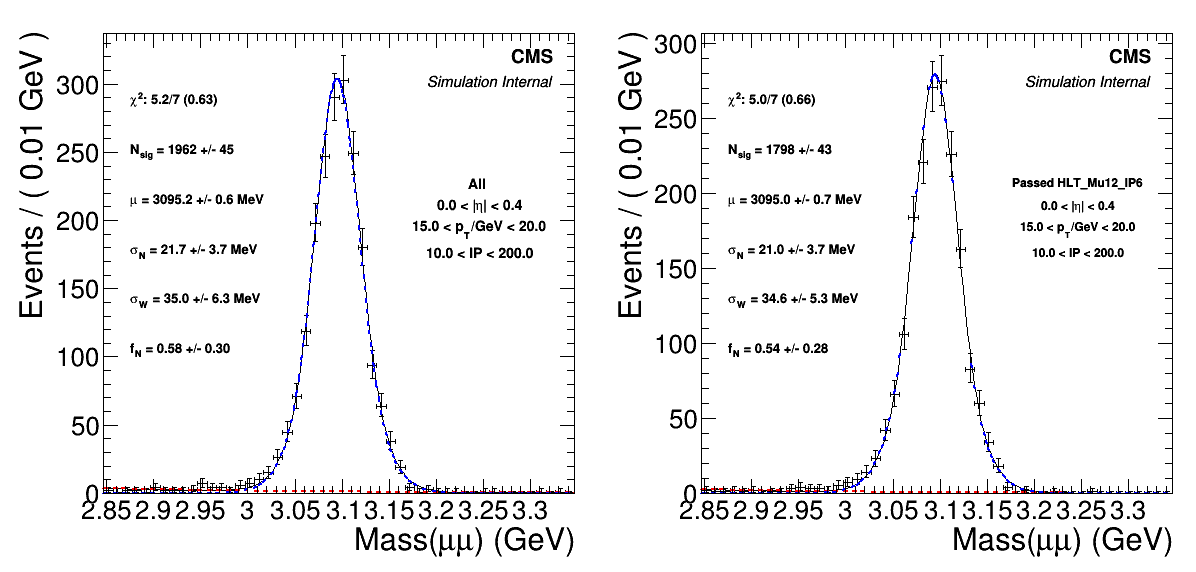 Events / ( 0.01 GeV )
300
250
200
150
100
50
0
CMS
Simulation Internal
χ²: 5.2/7 (0.63)
N_sig = 1962 +/- 45
μ = 3095.2 +/- 0.6 MeV
σ_N = 21.7 +/- 3.7 MeV
σ_W = 35.0 +/- 6.3 MeV
f_N = 0.58 +/- 0.30
All
0.0 < |η| < 0.4
15.0 < p_T/GeV < 20.0
10.0 < IP < 200.0
2.85 2.9 2.95 3 3.05 3.1 3.15 3.2 3.25 3.3
Mass(μμ) (GeV)
Events / ( 0.01 GeV )
300
250
200
150
100
50
0
CMS
Simulation Internal
χ²: 5.0/7 (0.66)
N_sig = 1798 +/- 43
μ = 3095.0 +/- 0.7 MeV
σ_N = 21.0 +/- 3.7 MeV
σ_W = 34.6 +/- 5.3 MeV
f_N = 0.54 +/- 0.28
Passed HLT_Mu12_IP6
0.0 < |η| < 0.4
15.0 < p_T/GeV < 20.0
10.0 < IP < 200.0
2.85 2.9 2.95 3 3.05 3.1 3.15 3.2 3.25 3.3
Mass(μμ) (GeV)